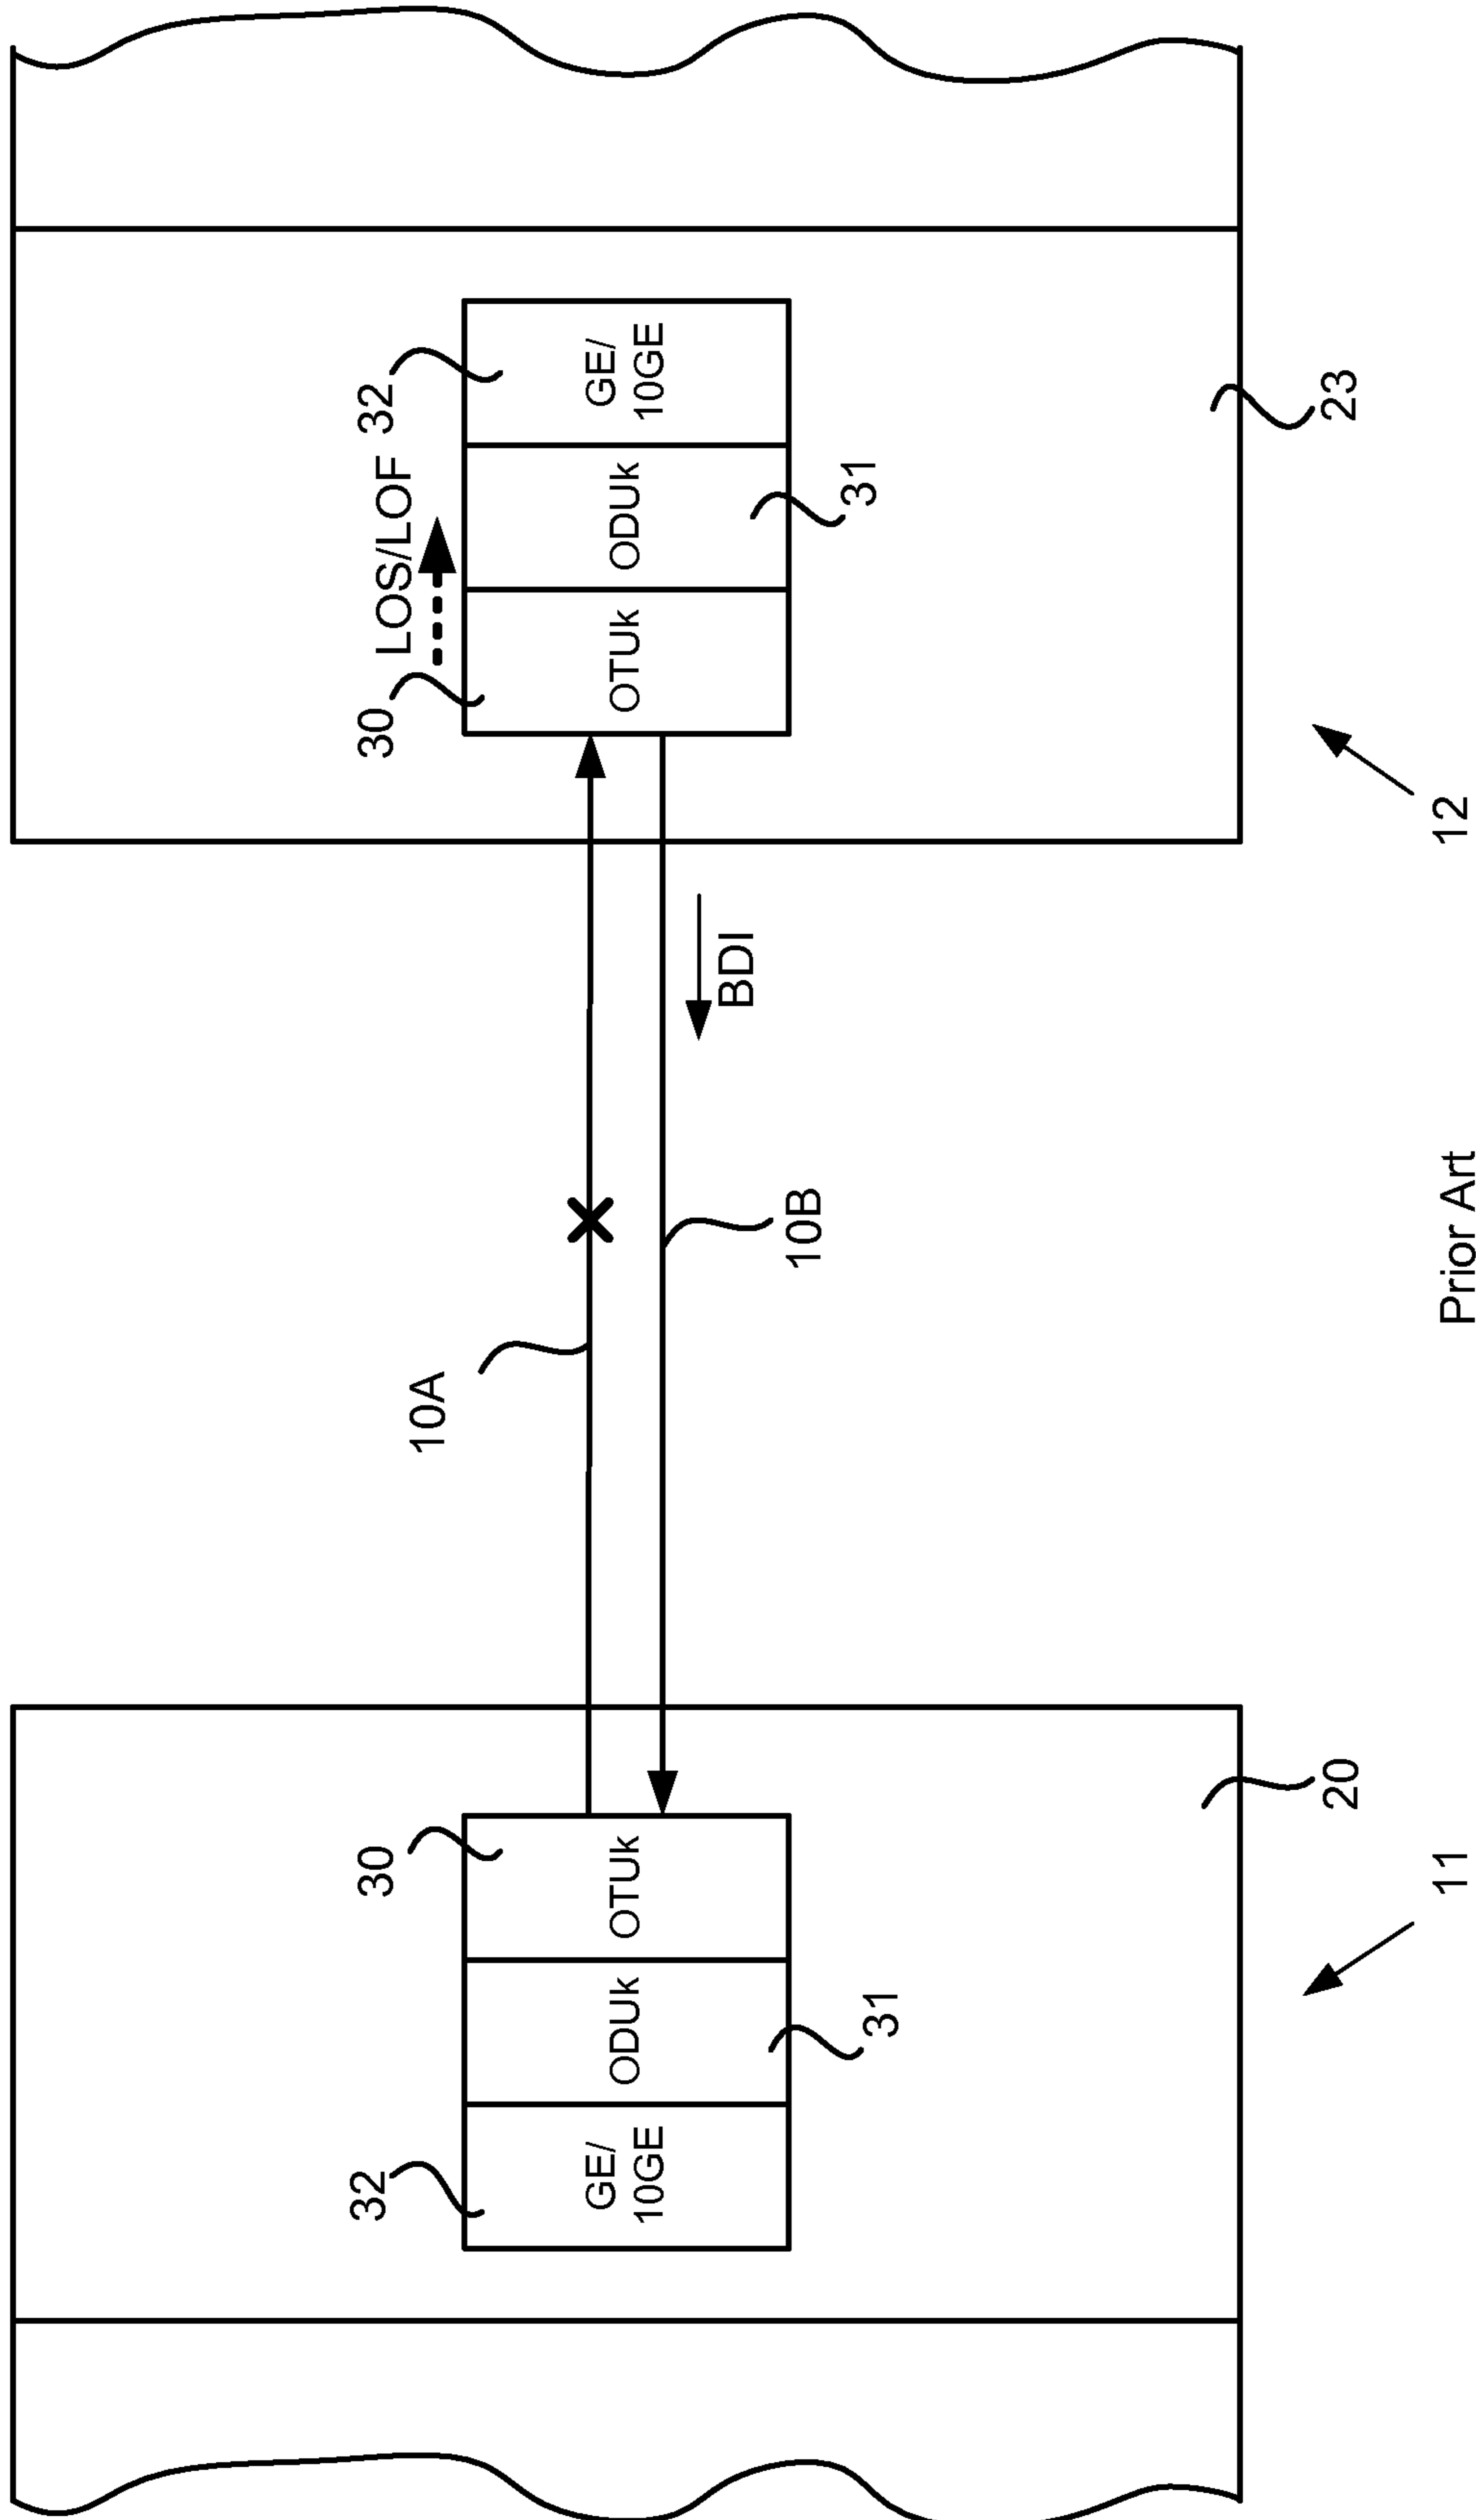 30
LOS/LOF
32
OTUk
ODUk
GE/
10GE
31
23
12
10A
BDI
10B
32
30
GE/
10GE
ODUk
OTUk
31
20
11
Prior Art